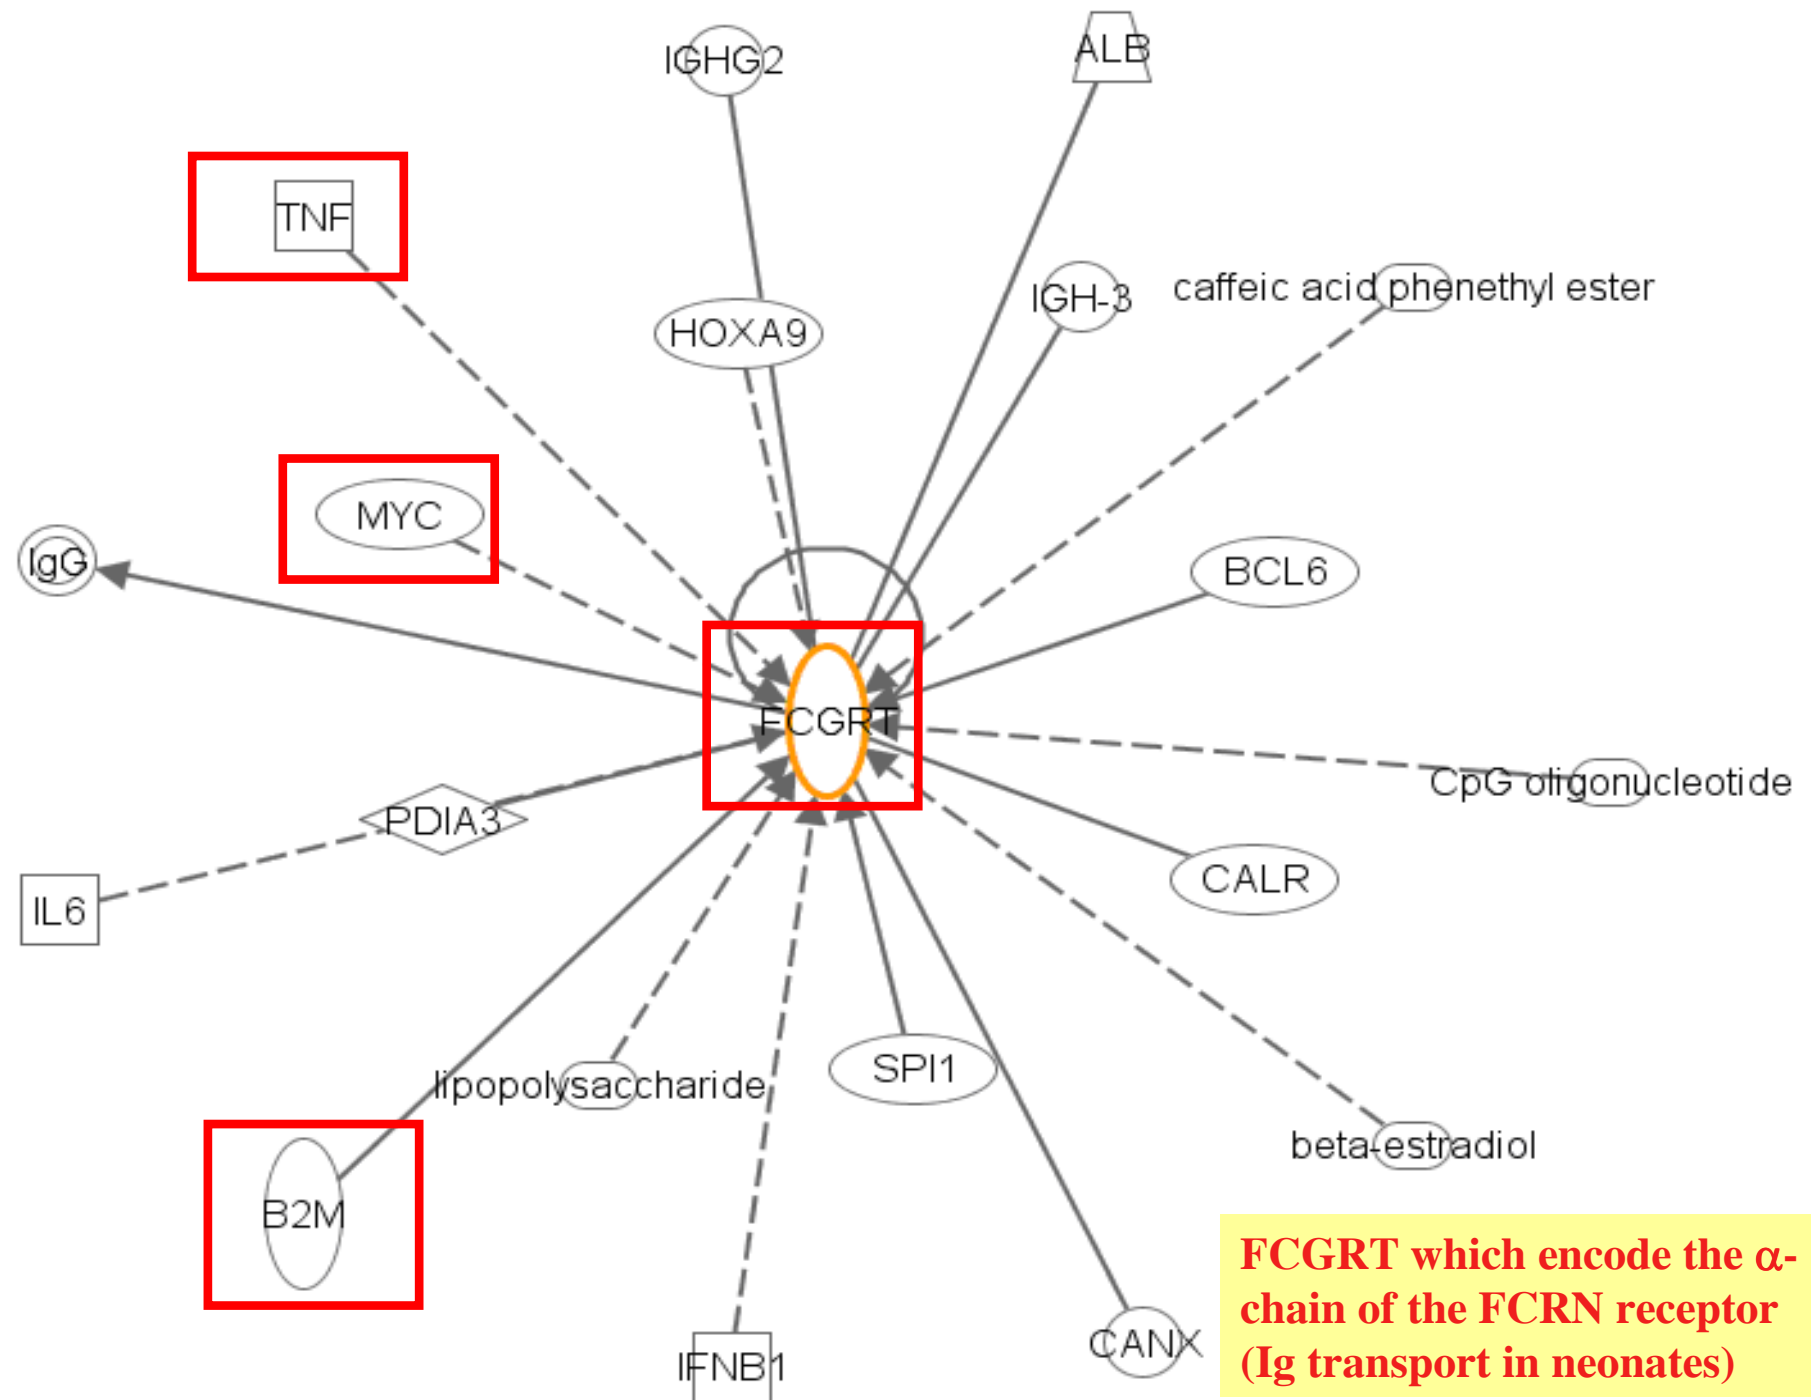 IGHG2
ALB
TNF
IGH-3
caffeic acid phenethyl ester
HOXA9
MYC
IgG
BCL6
FCGRT
CpG oligonucleotide
PDIA3
CALR
IL6
SPI1
lipopolysaccharide
beta-estradiol
B2M
CANX
IFNB1
FCGRT which encode the α-
chain of the FCRN receptor
(Ig transport in neonates)